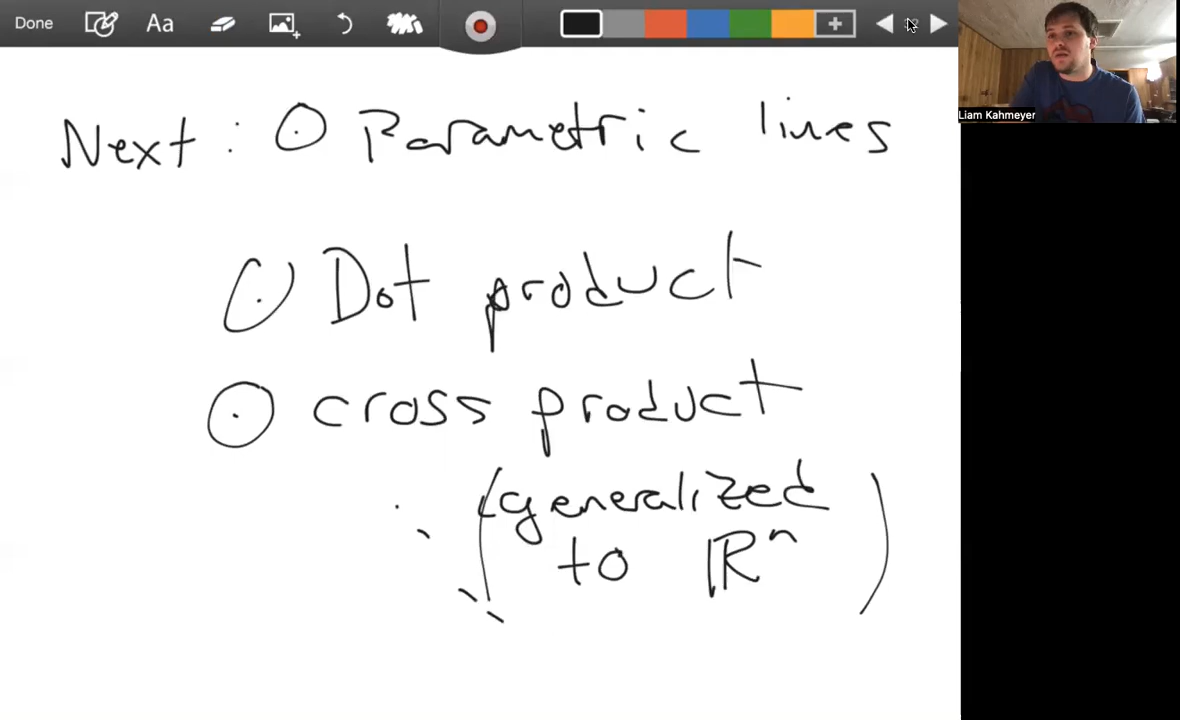 Done
Aa
Liam Kahmeyer
Next: ⊙ Parametric lines
⊙ Dot product
⊙ cross product
(generalized
to ℝⁿ)